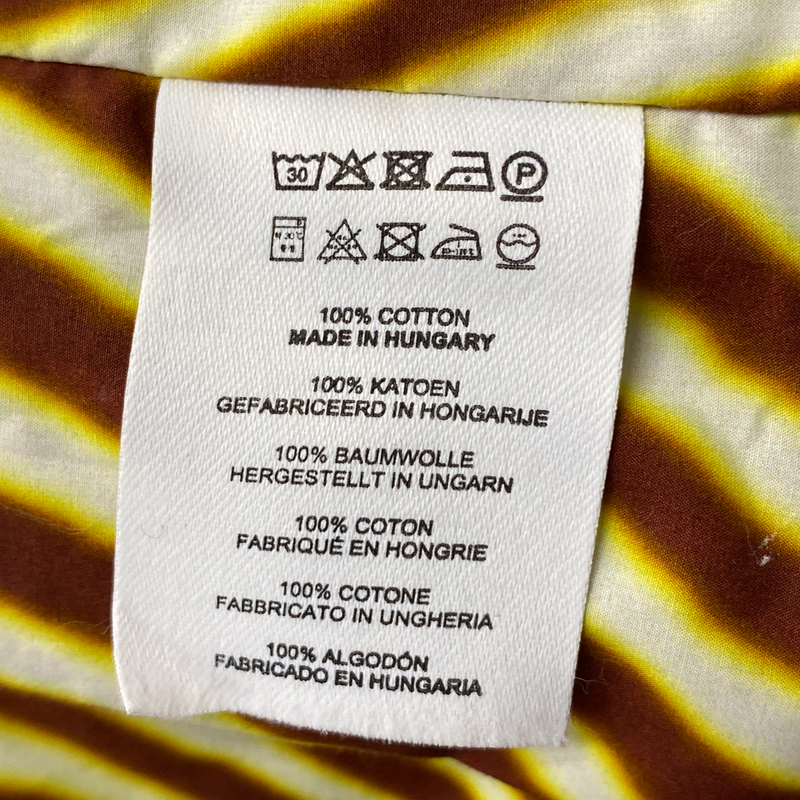 30 P
100% COTTON
MADE IN HUNGARY
100% KATOEN
GEFABRICEERD IN HONGARIJE
100% BAUMWOLLE
HERGESTELLT IN UNGARN
100% COTON
FABRIQUÉ EN HONGRIE
100% COTONE
FABBRICATO IN UNGHERIA
100% ALGODÓN
FABRICADO EN HUNGARIA